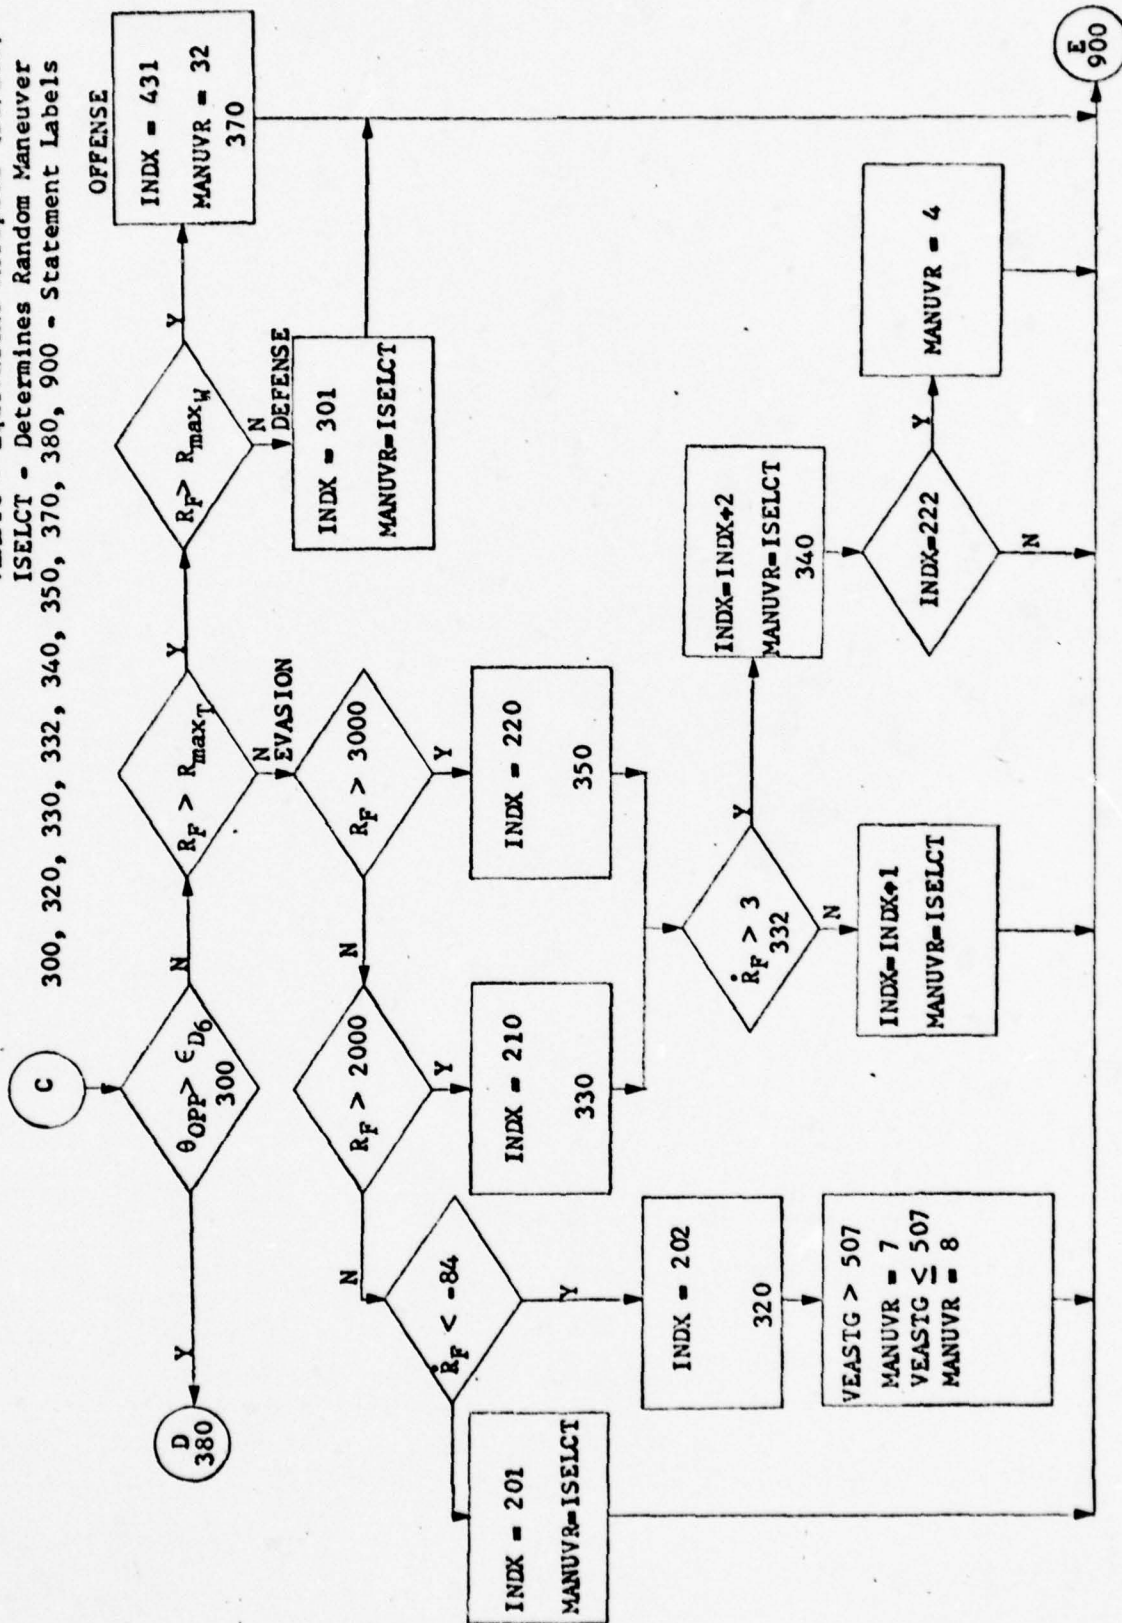 ISELCT - Determines Random Maneuver
300, 320, 330, 332, 340, 350, 370, 380, 900 - Statement Labels
C
θOPP > ϵD6
300
Y
N
D
380
RF > RmaxT
Y
N
EVASION
RF > RmaxW
Y
N
DEFENSE
OFFENSE
INDX = 431
MANUVR = 32
370
INDX = 301
MANUVR=ISELCT
RF > 3000
N
Y
RF > 2000
N
Y
INDX = 220
350
INDX = 210
330
ṘF < -84
Y
INDX = 201
MANUVR=ISELCT
INDX = 202
320
VEASTG > 507
MANUVR = 7
VEASTG ≤ 507
MANUVR = 8
ṘF > 3
332
Y
N
INDX=INDX+1
MANUVR=ISELCT
INDX=INDX+2
MANUVR=ISELCT
340
INDX=222
Y
N
MANUVR = 4
E
900